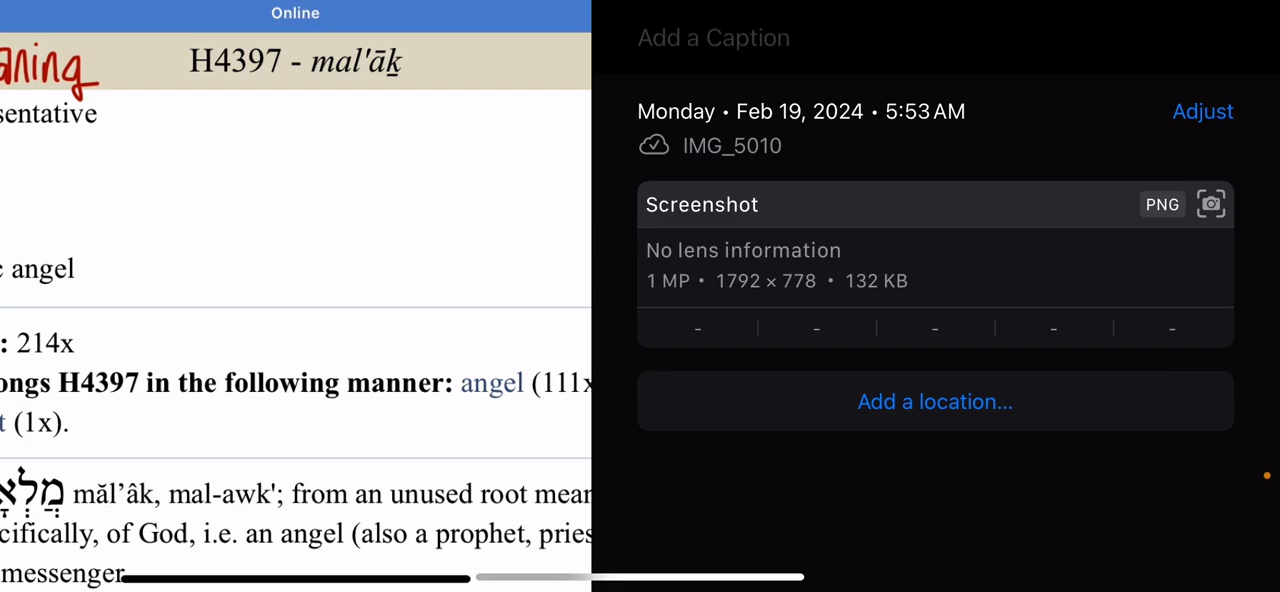 Online
H4397 - mal'āḵ
sentative
angel
: 214x
ongs H4397 in the following manner: angel (111x
t (1x).
măl’âk, mal-awk'; from an unused root mean
cifically, of God, i.e. an angel (also a prophet, pries
messenger
Add a Caption
Monday • Feb 19, 2024 • 5:53 AM
Adjust
IMG_5010
Screenshot
PNG
No lens information
1 MP • 1792 × 778 • 132 KB
- - - - -
Add a location...